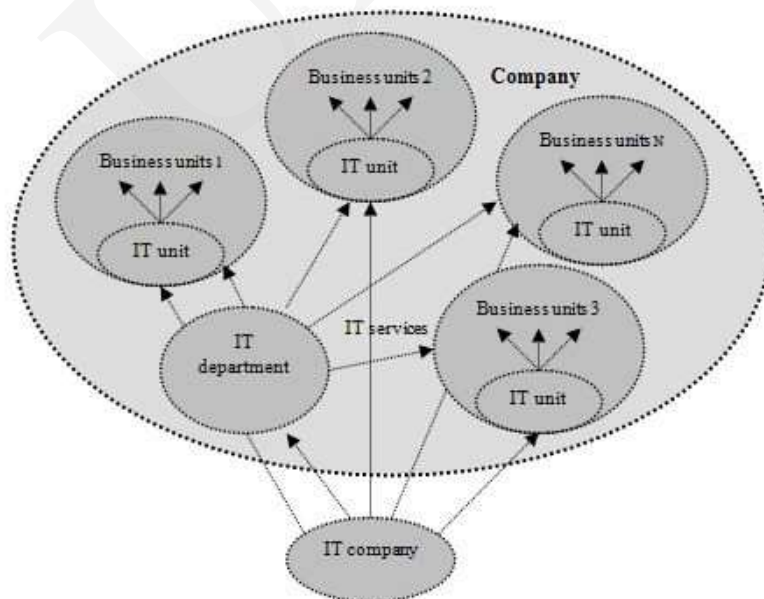 Business units 2
Company
Business units 1
Business units N
IT unit
IT unit
IT unit
Business units 3
IT services
IT
department
IT unit
IT company